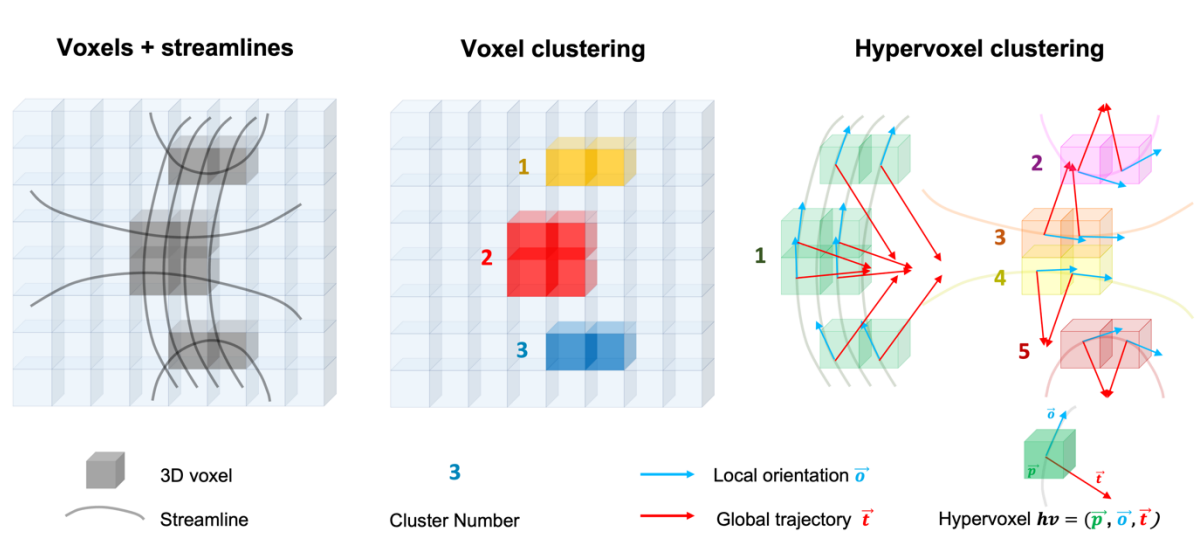 Voxels + streamlines
Voxel clustering
Hypervoxel clustering
1
2
3
1
2
3
4
5
3D voxel
Streamline
3
Cluster Number
Local orientation o⃗
Global trajectory t⃗
o⃗
p⃗
t⃗
Hypervoxel hv = (p⃗, o⃗, t⃗)